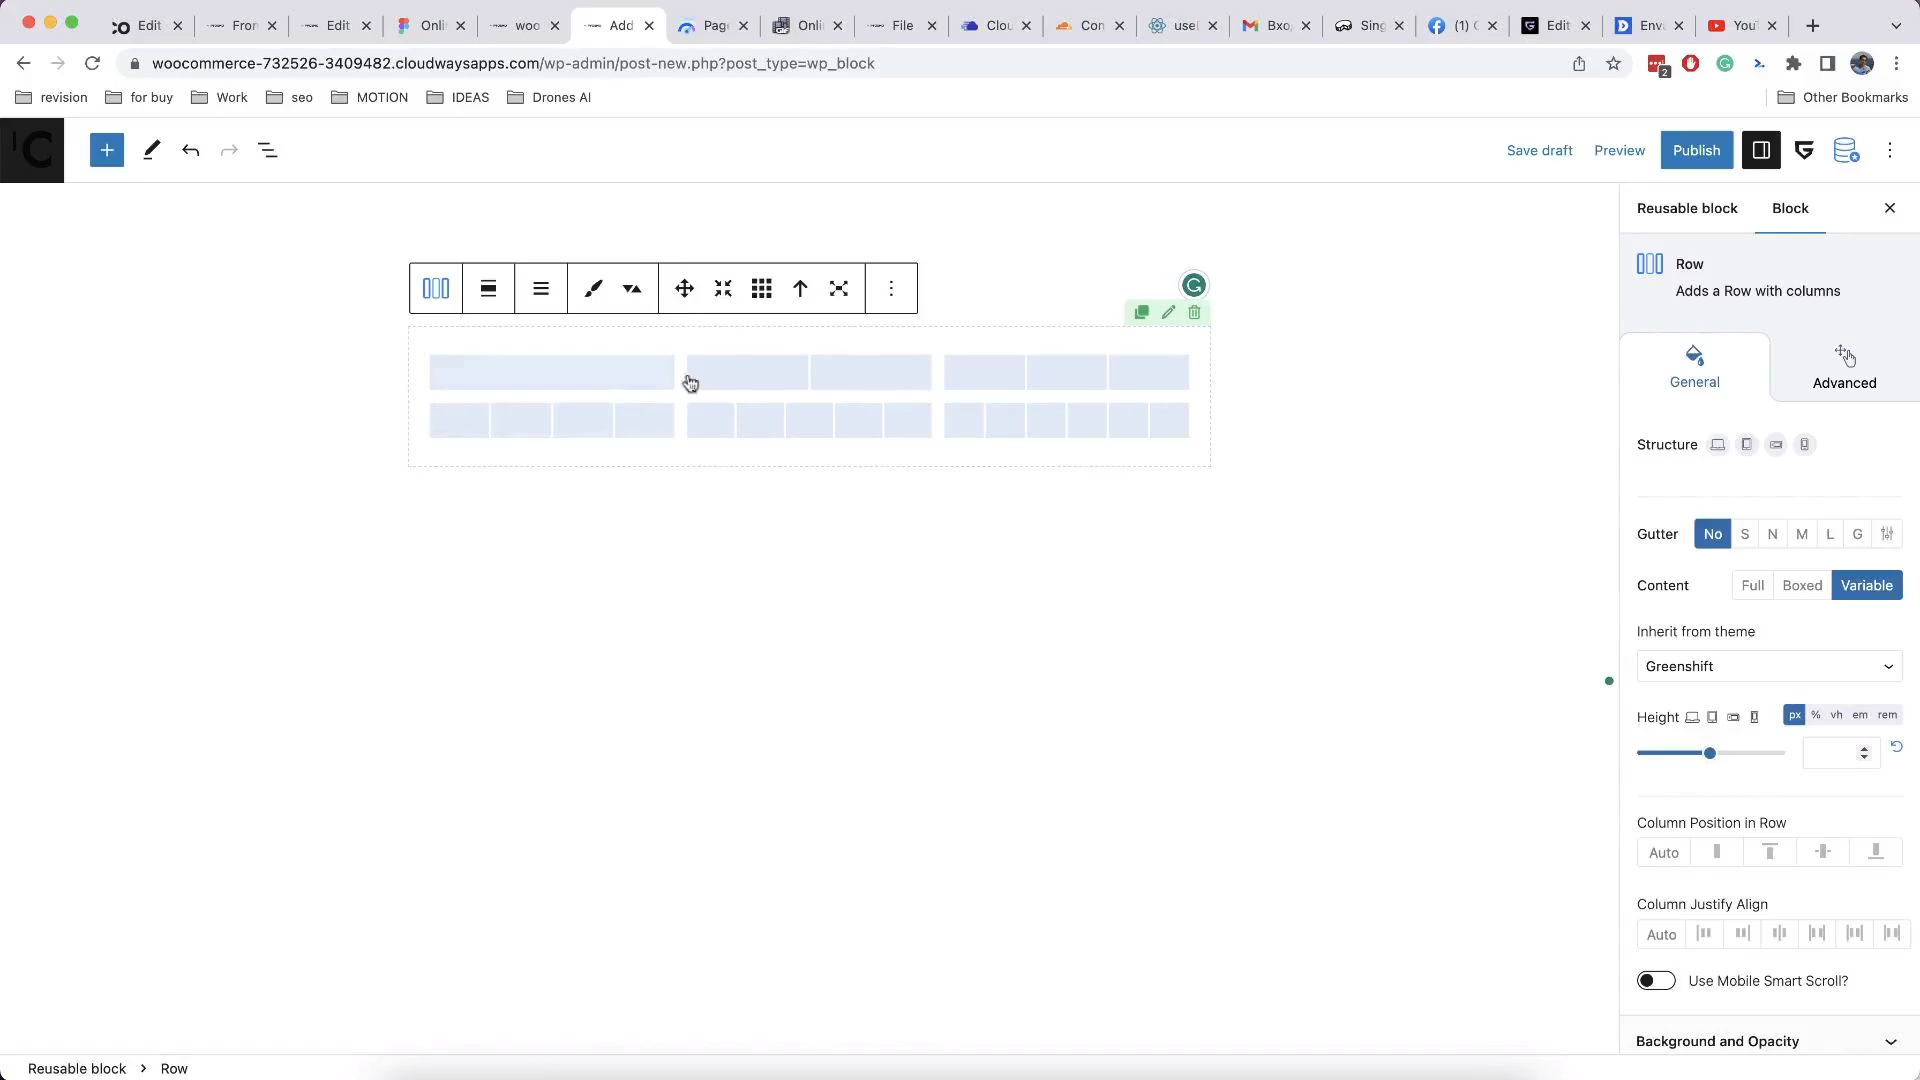 Edit
Fron
Edit
Onli
woo
Add
Page
Onli
File
Clou
Con
usel
Bxo
Sing
(1)
Edit
Env
You
woocommerce-732526-3409482.cloudwaysapps.com/wp-admin/post-new.php?post_type=wp_block
2
revision
for buy
Work
seo
MOTION
IDEAS
Drones AI
Other Bookmarks
Save draft
Preview
Publish
Reusable block
Block
Row
Adds a Row with columns
General
Advanced
Structure
Gutter
No
S
N
M
L
G
Content
Full
Boxed
Variable
Inherit from theme
Greenshift
Height
px
%
vh
em
rem
Column Position in Row
Auto
Column Justify Align
Auto
Use Mobile Smart Scroll?
Background and Opacity
Reusable block
Row